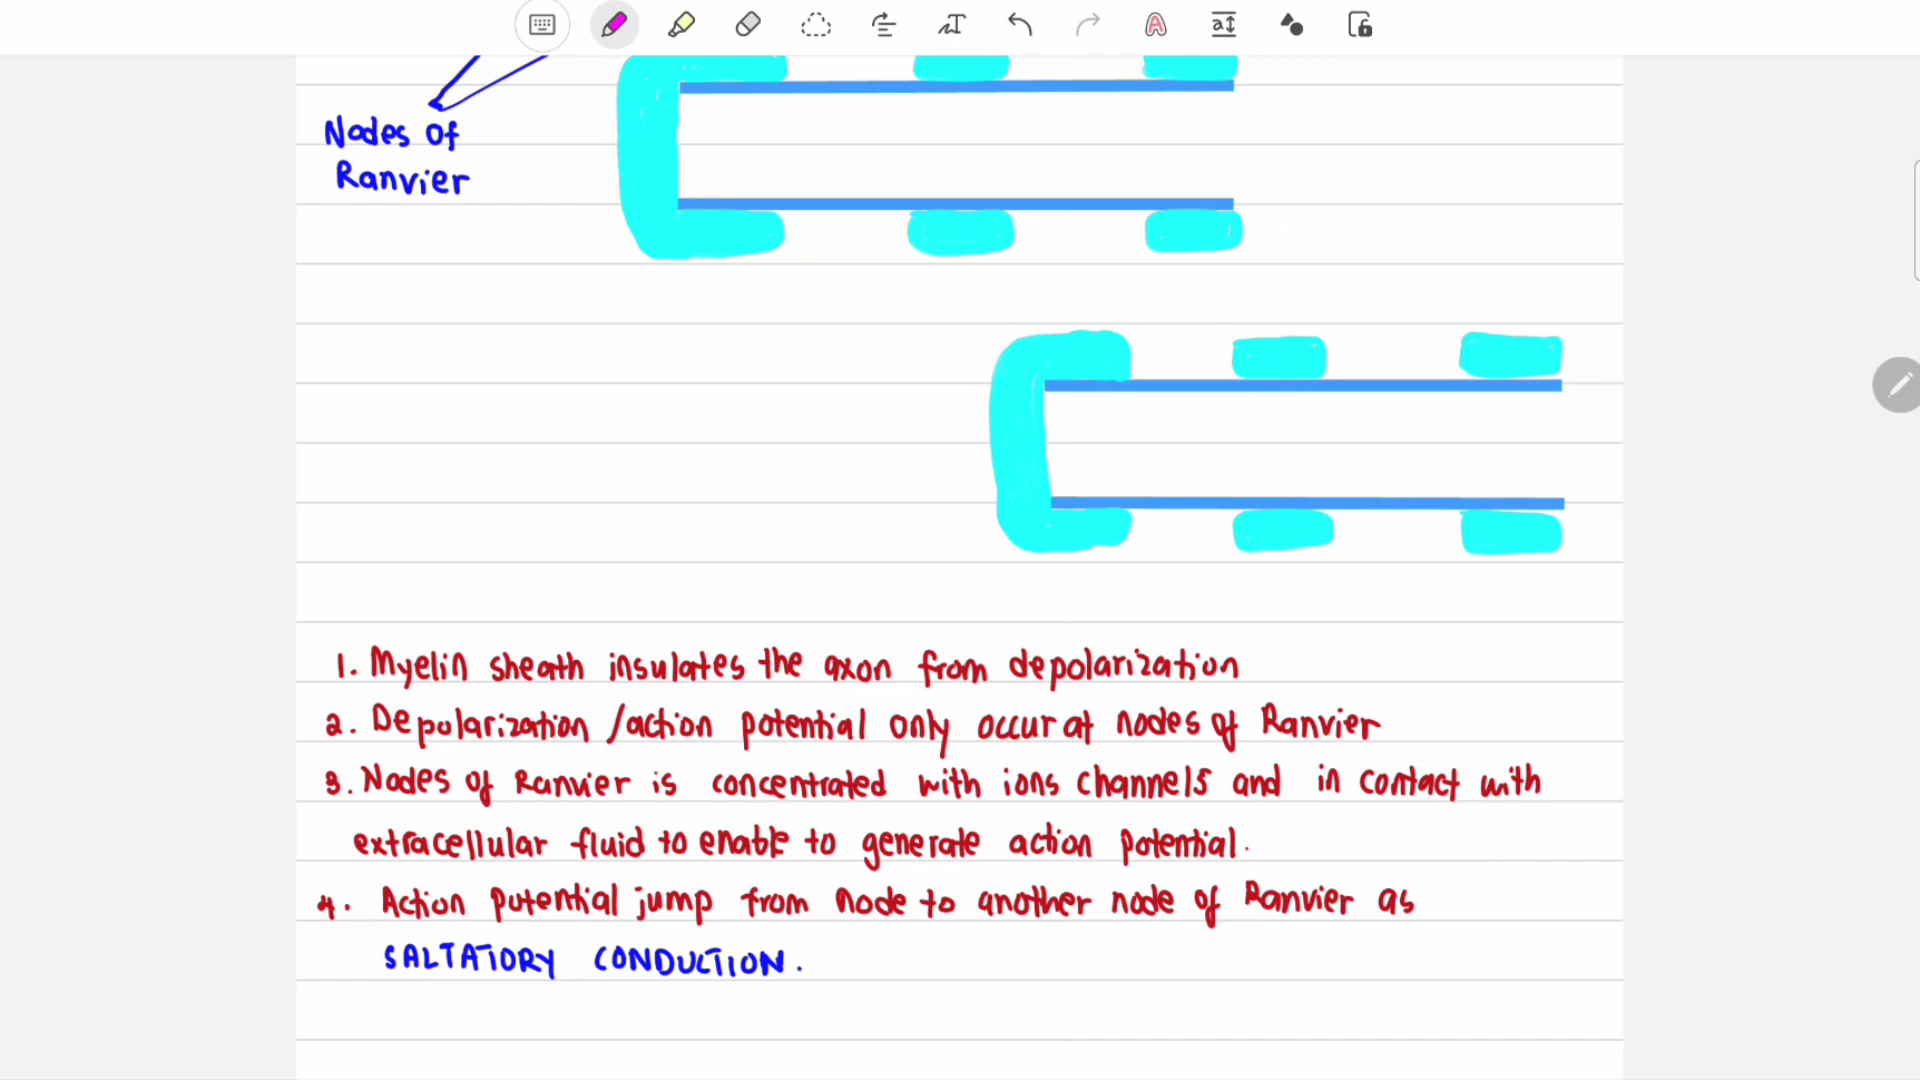 Nodes of
Ranvier
1. Myelin sheath insulates the axon from depolarization
2. Depolarization /action potential only occur at nodes of Ranvier
3. Nodes of Ranvier is concentrated with ions channels and in contact with
extracellular fluid to enable to generate action potential.
4. Action potential jump from node to another node of Ranvier as
SALTATORY CONDUCTION.